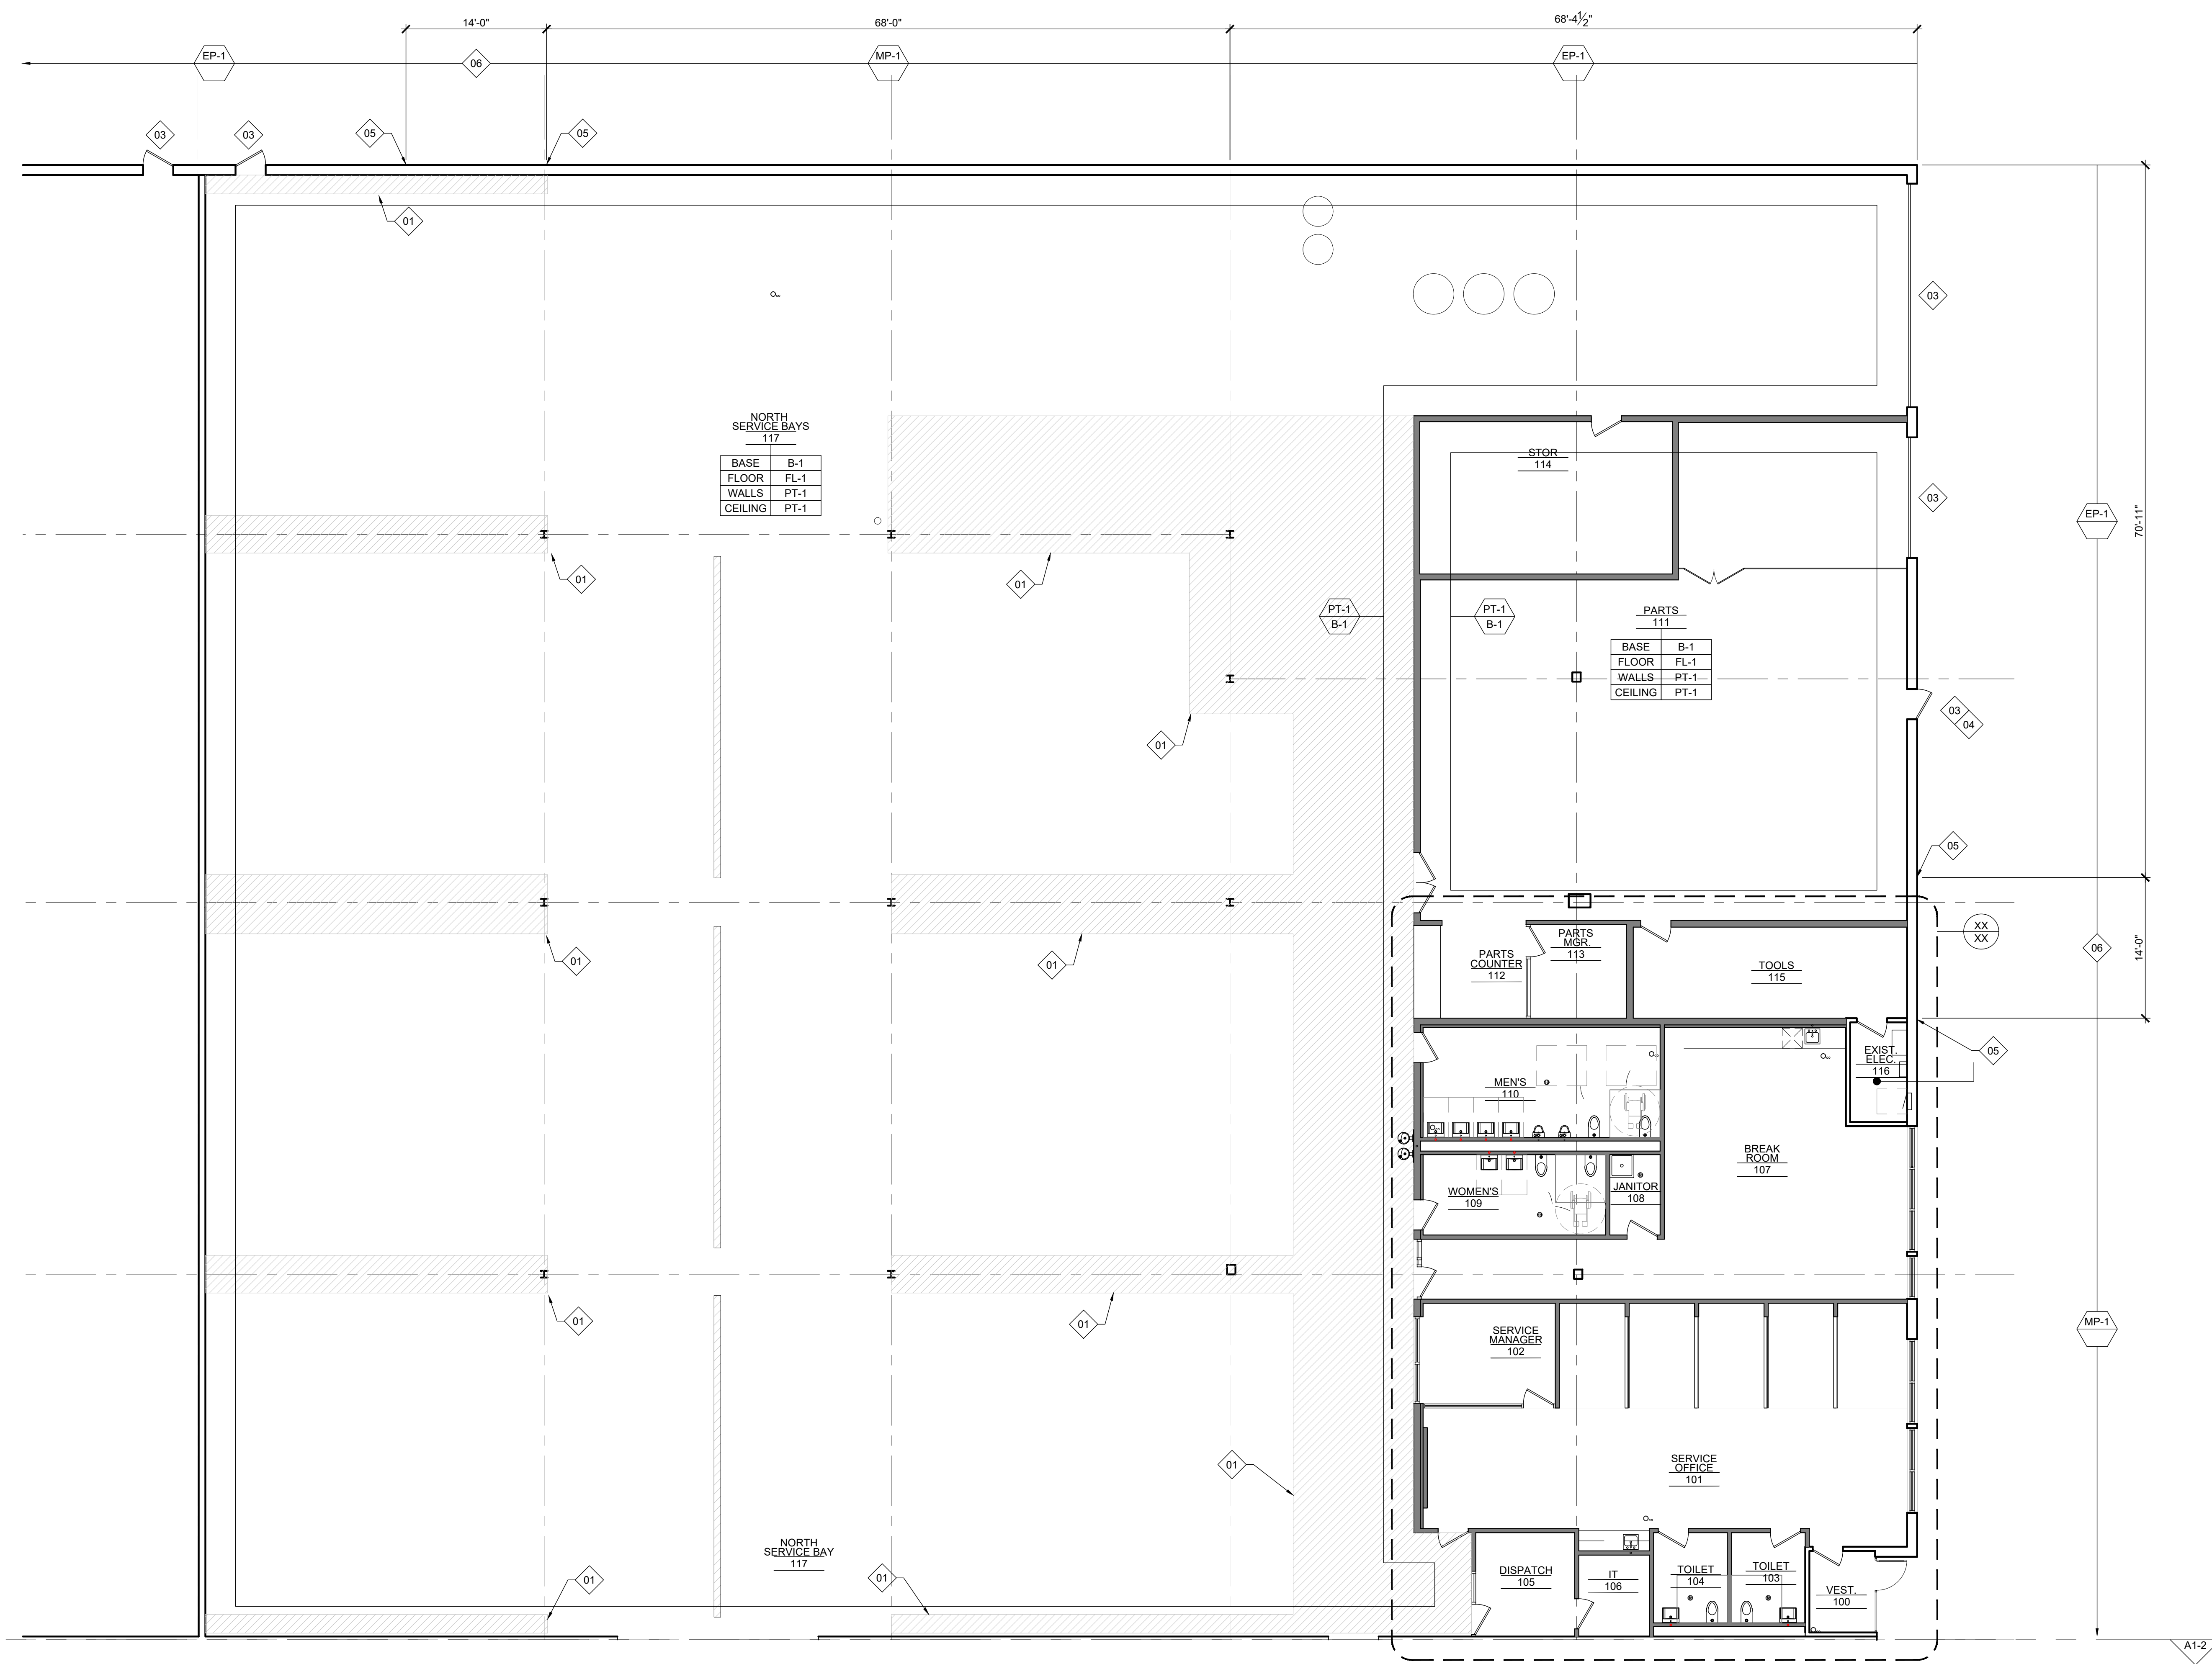 14'-0"
68'-0"
68'-4½"
EP-1
06
MP-1
EP-1
03
03
05
05
01
03
NORTH
SERVICE BAYS
117
BASE B-1
FLOOR FL-1
WALLS PT-1
CEILING PT-1
STOR
114
03
EP-1
70'-11"
01
01
PT-1
B-1
PT-1
B-1
PARTS
111
BASE B-1
FLOOR FL-1
WALLS PT-1
CEILING PT-1
03
04
01
05
01
01
PARTS
COUNTER
112
PARTS
MGR.
113
TOOLS
115
XX
XX
06
14'-0"
EXIST.
ELEC.
116
05
MEN'S
110
BREAK
ROOM
107
WOMEN'S
109
JANITOR
108
01
01
SERVICE
MANAGER
102
MP-1
01
SERVICE
OFFICE
101
NORTH
SERVICE BAY
117
01
01
DISPATCH
105
IT
106
TOILET
104
TOILET
103
VEST.
100
A1-2